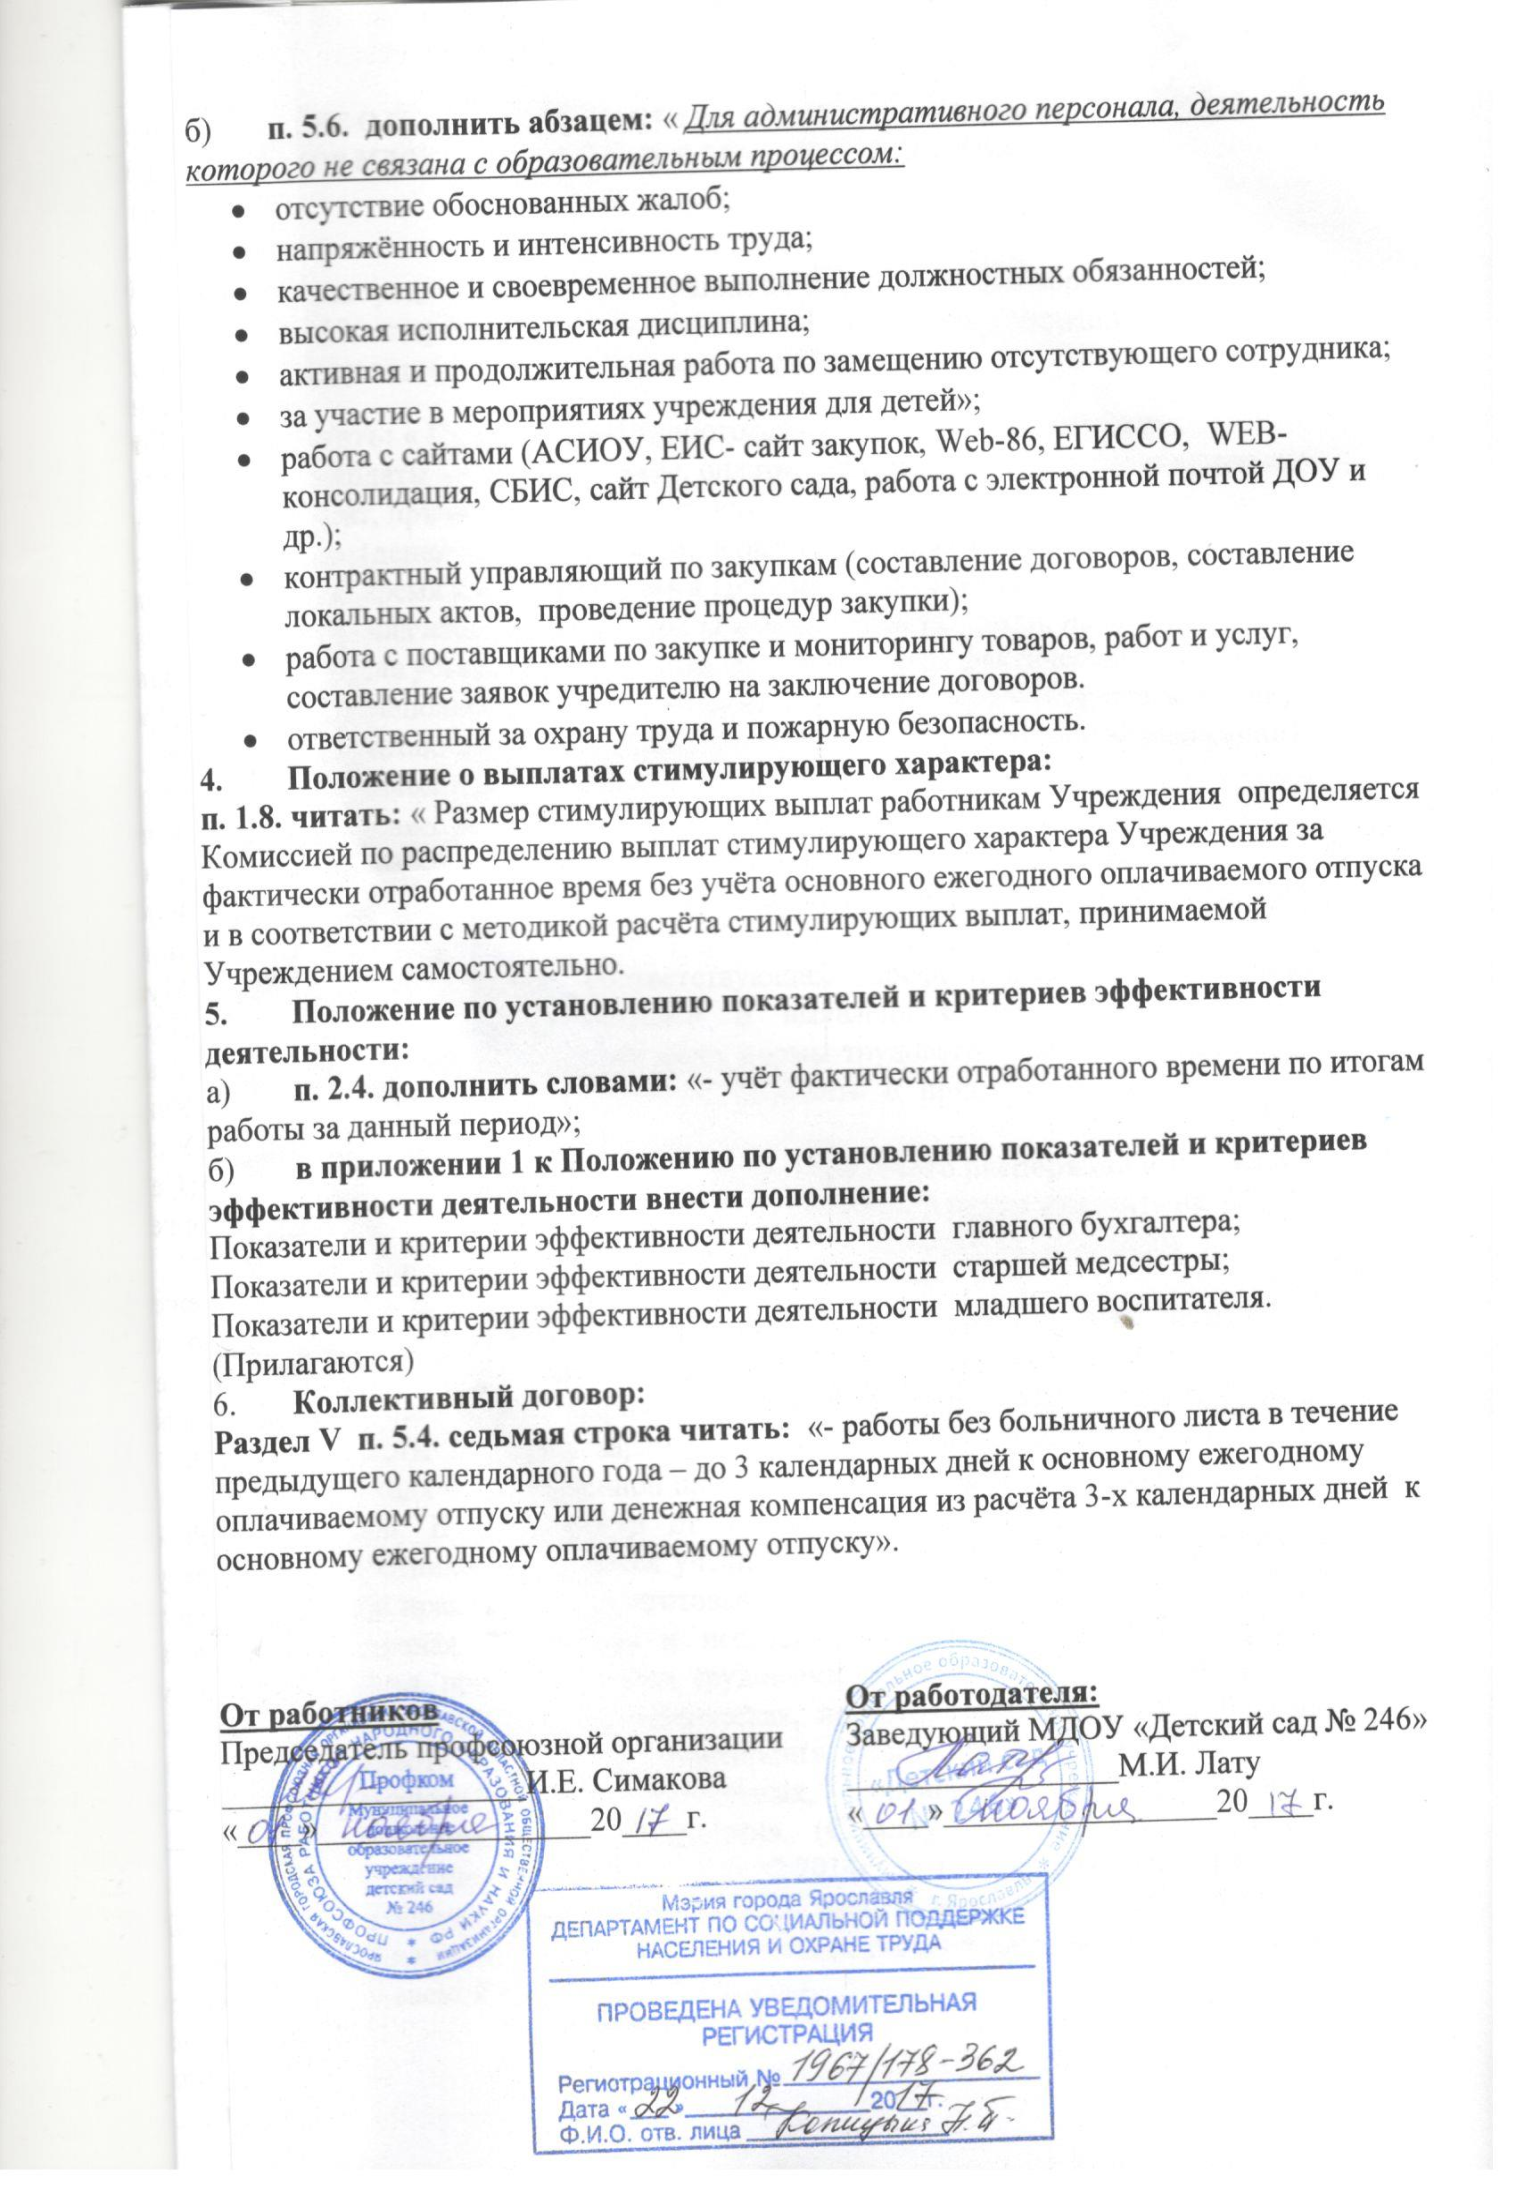 б) п. 5.6. дополнить абзацем: « Для административного персонала, деятельность
которого не связана с образовательным процессом:
• отсутствие обоснованных жалоб;
• напряжённость и интенсивность труда;
• качественное и своевременное выполнение должностных обязанностей;
• высокая исполнительская дисциплина;
• активная и продолжительная работа по замещению отсутствующего сотрудника;
• за участие в мероприятиях учреждения для детей»;
• работа с сайтами (АСИОУ, ЕИС- сайт закупок, Web-86, ЕГИССО, WEB-
консолидация, СБИС, сайт Детского сада, работа с электронной почтой ДОУ и
др.);
• контрактный управляющий по закупкам (составление договоров, составление
локальных актов, проведение процедур закупки);
• работа с поставщиками по закупке и мониторингу товаров, работ и услуг,
составление заявок учредителю на заключение договоров.
• ответственный за охрану труда и пожарную безопасность.
4. Положение о выплатах стимулирующего характера:
п. 1.8. читать: « Размер стимулирующих выплат работникам Учреждения определяется
Комиссией по распределению выплат стимулирующего характера Учреждения за
фактически отработанное время без учёта основного ежегодного оплачиваемого отпуска
и в соответствии с методикой расчёта стимулирующих выплат, принимаемой
Учреждением самостоятельно.
5. Положение по установлению показателей и критериев эффективности
деятельности:
а) п. 2.4. дополнить словами: «- учёт фактически отработанного времени по итогам
работы за данный период»;
б) в приложении 1 к Положению по установлению показателей и критериев
эффективности деятельности внести дополнение:
Показатели и критерии эффективности деятельности главного бухгалтера;
Показатели и критерии эффективности деятельности старшей медсестры;
Показатели и критерии эффективности деятельности младшего воспитателя.
(Прилагаются)
6. Коллективный договор:
Раздел V п. 5.4. седьмая строка читать: «- работы без больничного листа в течение
предыдущего календарного года – до 3 календарных дней к основному ежегодному
оплачиваемому отпуску или денежная компенсация из расчёта 3-х календарных дней к
основному ежегодному оплачиваемому отпуску».
От работников
Председатель профсоюзной организации
И.Е. Симакова
«01» ноября 2017 г.
От работодателя:
Заведующий МДОУ «Детский сад № 246»
М.И. Лату
«01» ноября 2017 г.
Профком
Муниципальное
дошкольное
образовательное
учреждение
детский сад
№ 246
Мэрия города Ярославля
ДЕПАРТАМЕНТ ПО СОЦИАЛЬНОЙ ПОДДЕРЖКЕ
НАСЕЛЕНИЯ И ОХРАНЕ ТРУДА
ПРОВЕДЕНА УВЕДОМИТЕЛЬНАЯ
РЕГИСТРАЦИЯ
Регистрационный № 1967/178-362
Дата «22» 12 2017 г.
Ф.И.О. отв. лица